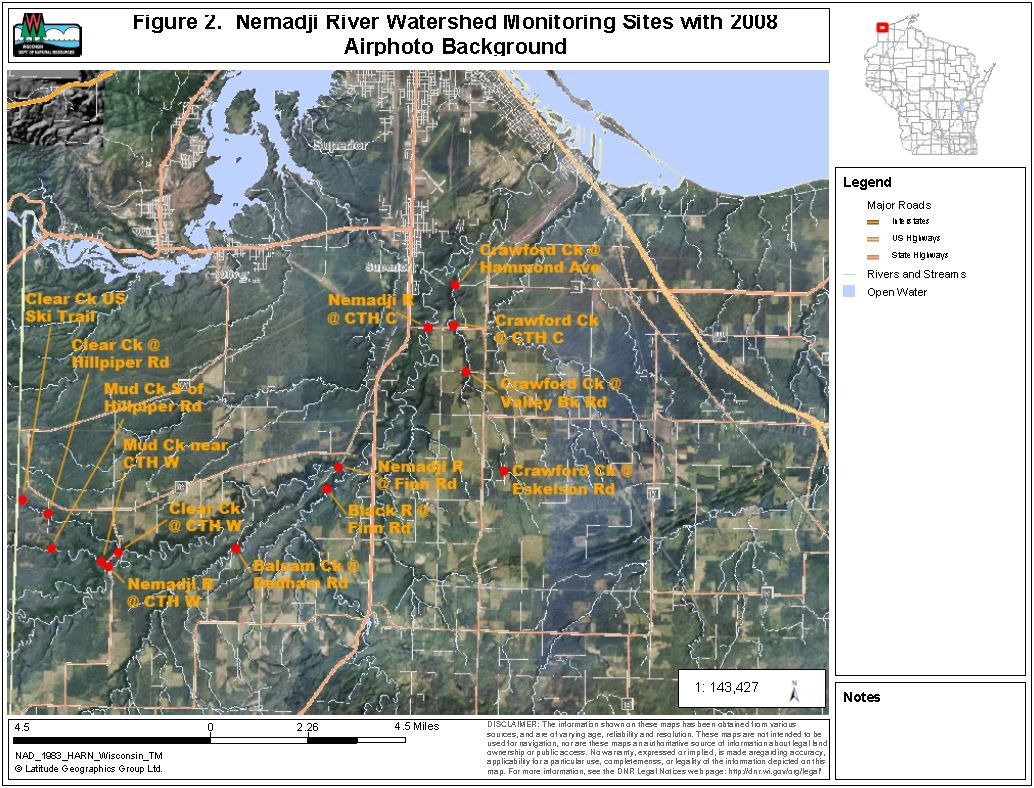 Figure 2.  Nemadji River Watershed Monitoring Sites with 2008
Airphoto Background
WISCONSIN
DEPT. OF NATURAL RESOURCES
Superior
Superior
Oliver
Crawford Ck @
Hammond Ave
Nemadji R
@ CTH C
Crawford Ck
@ CTH C
Crawford Ck @
Valley Bk Rd
Clear Ck US
Ski Trail
Clear Ck @
Hillpiper Rd
Mud Ck S of
Hillpiper Rd
Mud Ck near
CTH W
Clear Ck
@ CTH W
Nemadji R
@ CTH W
Nemadji R
@ Finn Rd
Black R @
Finn Rd
Balsam Ck @
Dedham Rd
Crawford Ck @
Eskelson Rd
1: 143,427
N
Legend
Major Roads
Interstates
US Highways
State Highways
Rivers and Streams
Open Water
Notes
4.5 0 2.26 4.5 Miles
NAD_1983_HARN_Wisconsin_TM
© Latitude Geographics Group Ltd.
DISCLAIMER: The information shown on these maps has been obtained from various
sources, and are of varying age, reliability and resolution. These maps are not intended to be
used for navigation, nor are these maps an authoritative source of information about legal land
ownership or public access. No warranty, expressed or implied, is made aregarding accuracy,
applicability for a particular use, completemenss, or legality of the information depicted on this
map. For more information, see the DNR Legal Notices web page: http://dnr.wi.gov/org/legal/